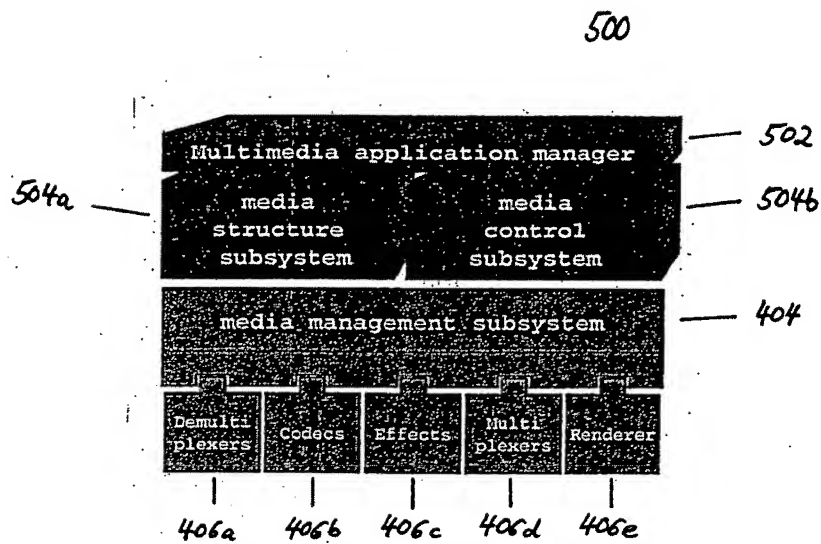 500
Multimedia application manager
502
504a
media
structure
subsystem
media
control
subsystem
504b
media management subsystem
404
Demulti
plexers
Codecs
Effects
Multi
plexers
Renderer
406a
406b
406c
406d
406e